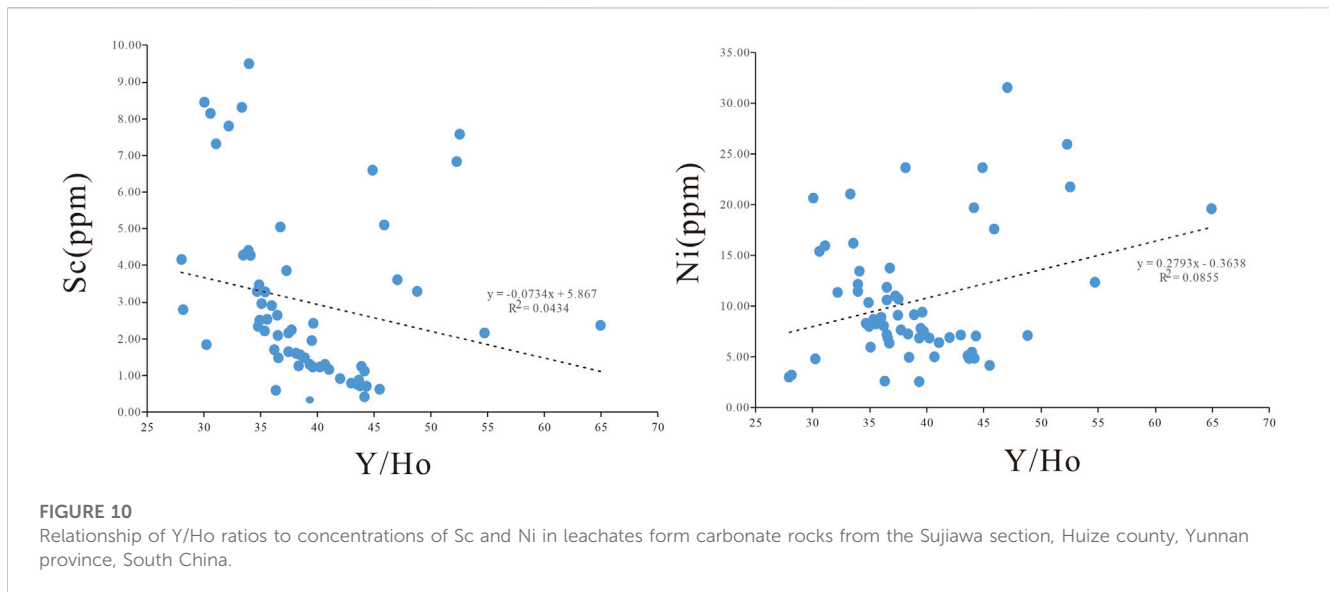 10.00
9.00
8.00
7.00
6.00
5.00
4.00
3.00
2.00
1.00
0.00
Sc(ppm)
y = -0.0734x + 5.867
R² = 0.0434
25 30 35 40 45 50 55 60 65 70
Y/Ho
35.00
30.00
25.00
20.00
15.00
10.00
5.00
0.00
Ni(ppm)
y = 0.2793x - 0.3638
R² = 0.0855
25 30 35 40 45 50 55 60 65 70
Y/Ho
FIGURE 10
Relationship of Y/Ho ratios to concentrations of Sc and Ni in leachates form carbonate rocks from the Sujiawa section, Huize county, Yunnan
province, South China.